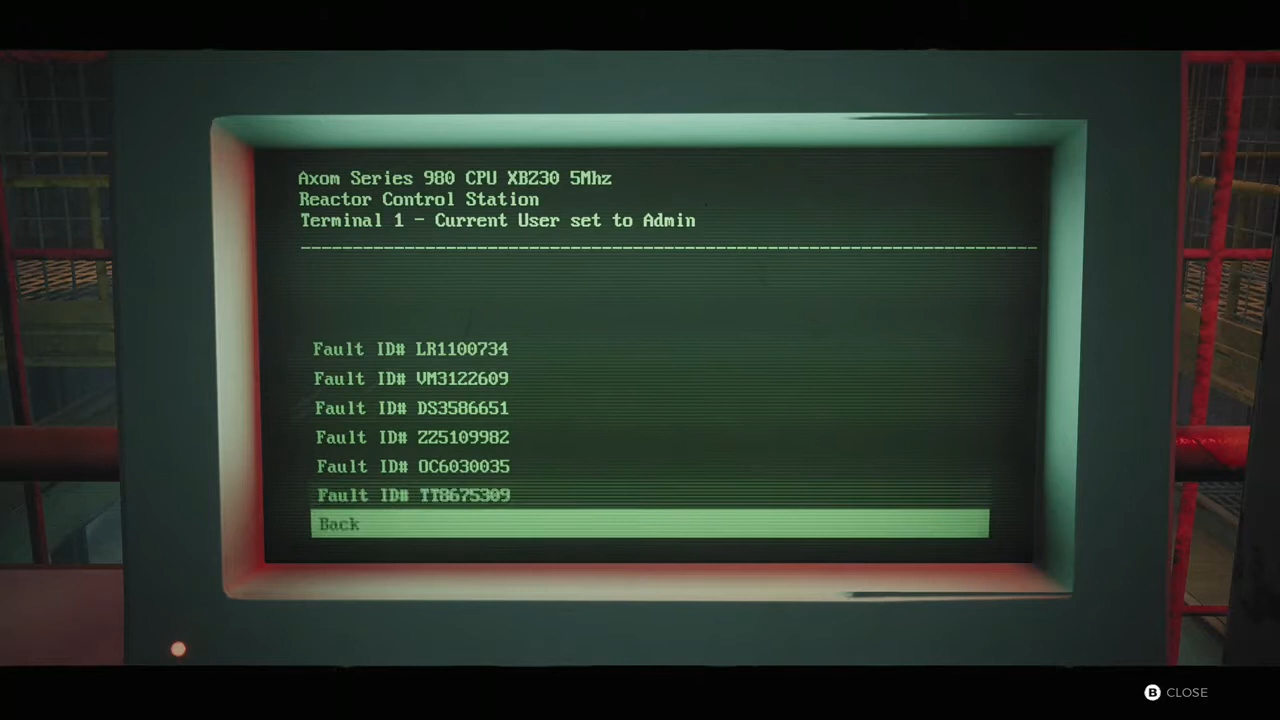 Axom Series 980 CPU XBZ30 5Mhz
Reactor Control Station
Terminal 1 - Current User set to Admin
Fault ID# LR1100734
Fault ID# VM3122609
Fault ID# DS3586651
Fault ID# ZZ5109982
Fault ID# OC6030035
Fault ID# TT8675309
Back
B CLOSE